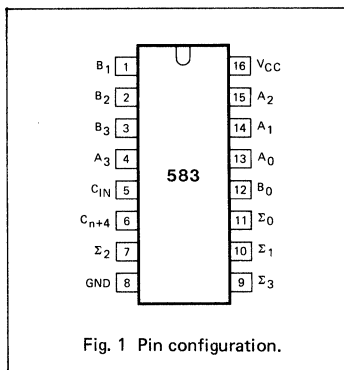 B1 1 16 VCC
B2 2 15 A2
B3 3 14 A1
A3 4 13 A0
583
CIN 5 12 B0
Cn+4 6 11 Σ0
Σ2 7 10 Σ1
GND 8 9 Σ3
Fig. 1 Pin configuration.